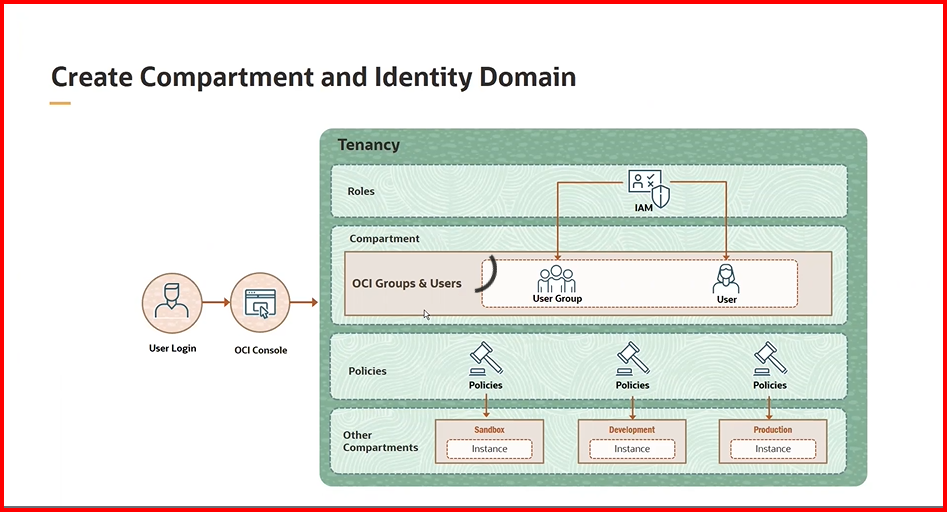 Create Compartment and Identity Domain
Tenancy
Roles
IAM
Compartment
OCI Groups & Users
User Group
User
User Login
OCI Console
Policies
Policies
Policies
Policies
Other
Compartments
Sandbox
Instance
Development
Instance
Production
Instance